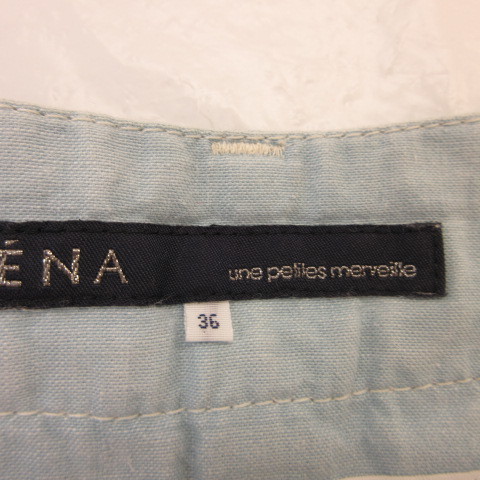 ÉNA
une petites merveille
36